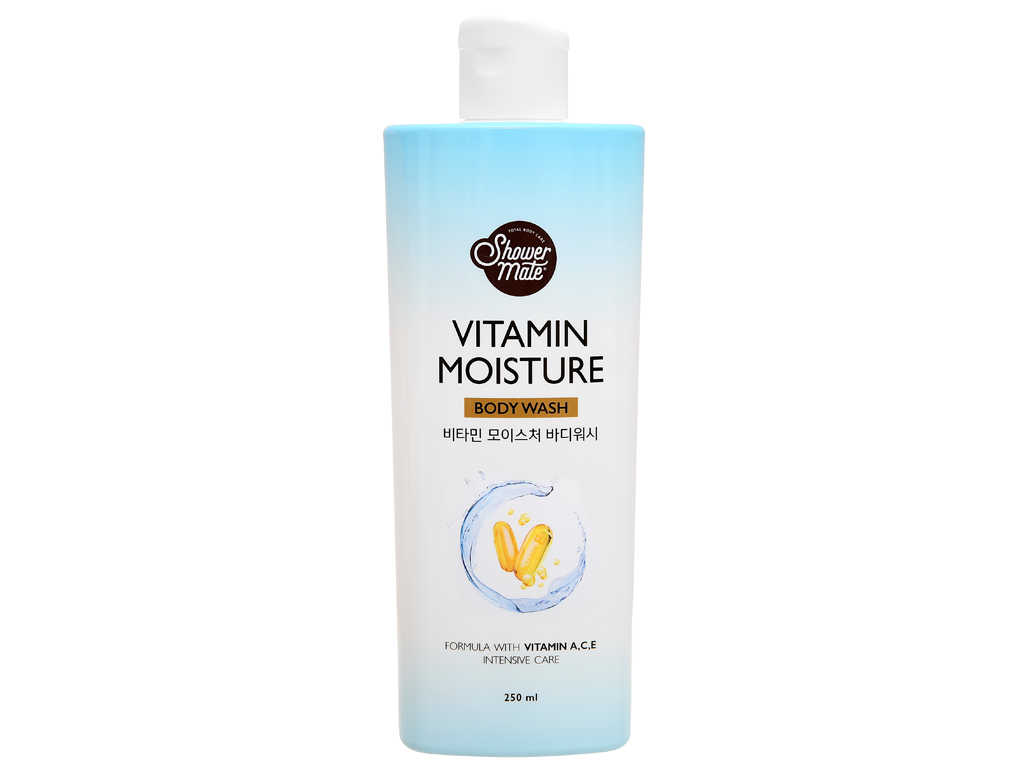 TOTAL BODY CARE
Shower
Mate®
VITAMIN
MOISTURE
BODY WASH
비타민 모이스처 바디워시
FORMULA WITH VITAMIN A,C,E
INTENSIVE CARE
250 ml